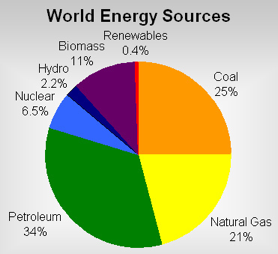 World Energy Sources
Renewables
0.4%
Biomass
11%
Hydro
2.2%
Nuclear
6.5%
Petroleum
34%
Coal
25%
Natural Gas
21%